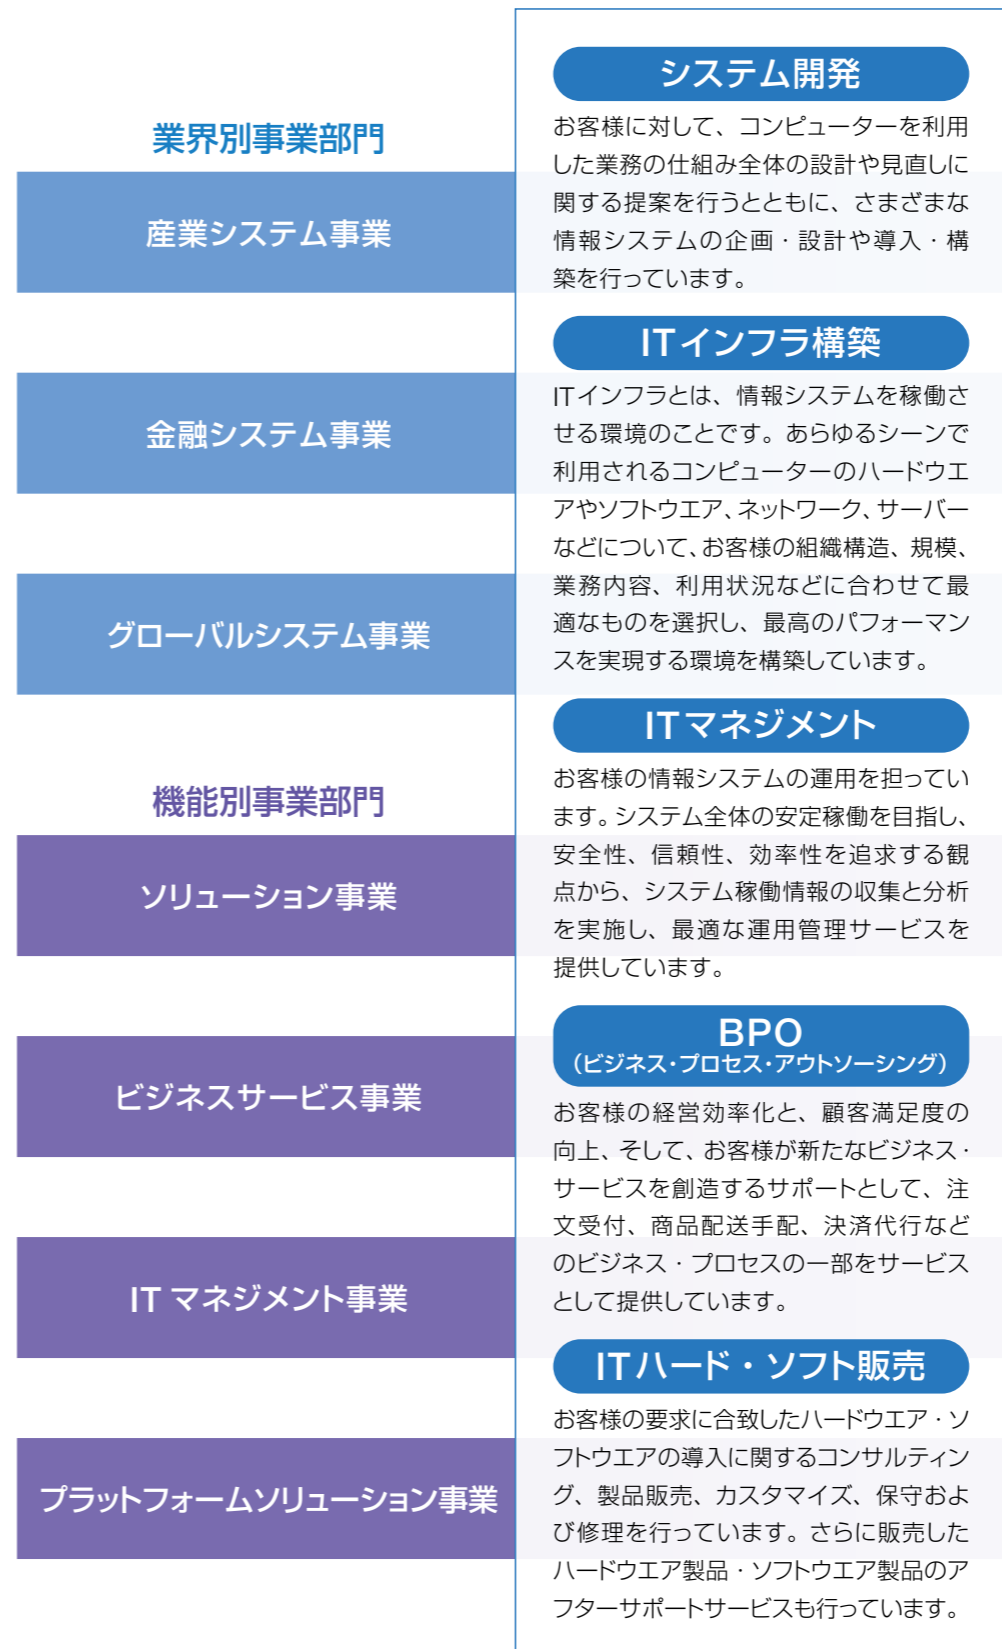 業界別事業部門
産業システム事業
金融システム事業
グローバルシステム事業
機能別事業部門
ソリューション事業
ビジネスサービス事業
ITマネジメント事業
プラットフォームソリューション事業
システム開発
お客様に対して、コンピューターを利用
した業務の仕組み全体の設計や見直しに
関する提案を行うとともに、さまざまな
情報システムの企画・設計や導入・構
築を行っています。
ITインフラ構築
ITインフラとは、情報システムを稼働さ
せる環境のことです。あらゆるシーンで
利用されるコンピューターのハードウエ
アやソフトウエア、ネットワーク、サーバー
などについて、お客様の組織構造、規模、
業務内容、利用状況などに合わせて最
適なものを選択し、最高のパフォーマン
スを実現する環境を構築しています。
ITマネジメント
お客様の情報システムの運用を担ってい
ます。システム全体の安定稼働を目指し、
安全性、信頼性、効率性を追求する観
点から、システム稼働情報の収集と分析
を実施し、最適な運用管理サービスを
提供しています。
BPO
（ビジネス・プロセス・アウトソーシング）
お客様の経営効率化と、顧客満足度の
向上、そして、お客様が新たなビジネス・
サービスを創造するサポートとして、注
文受付、商品配送手配、決済代行など
のビジネス・プロセスの一部をサービス
として提供しています。
ITハード・ソフト販売
お客様の要求に合致したハードウエア・ソ
フトウエアの導入に関するコンサルティン
グ、製品販売、カスタマイズ、保守およ
び修理を行っています。さらに販売した
ハードウエア製品・ソフトウエア製品のア
フターサポートサービスも行っています。